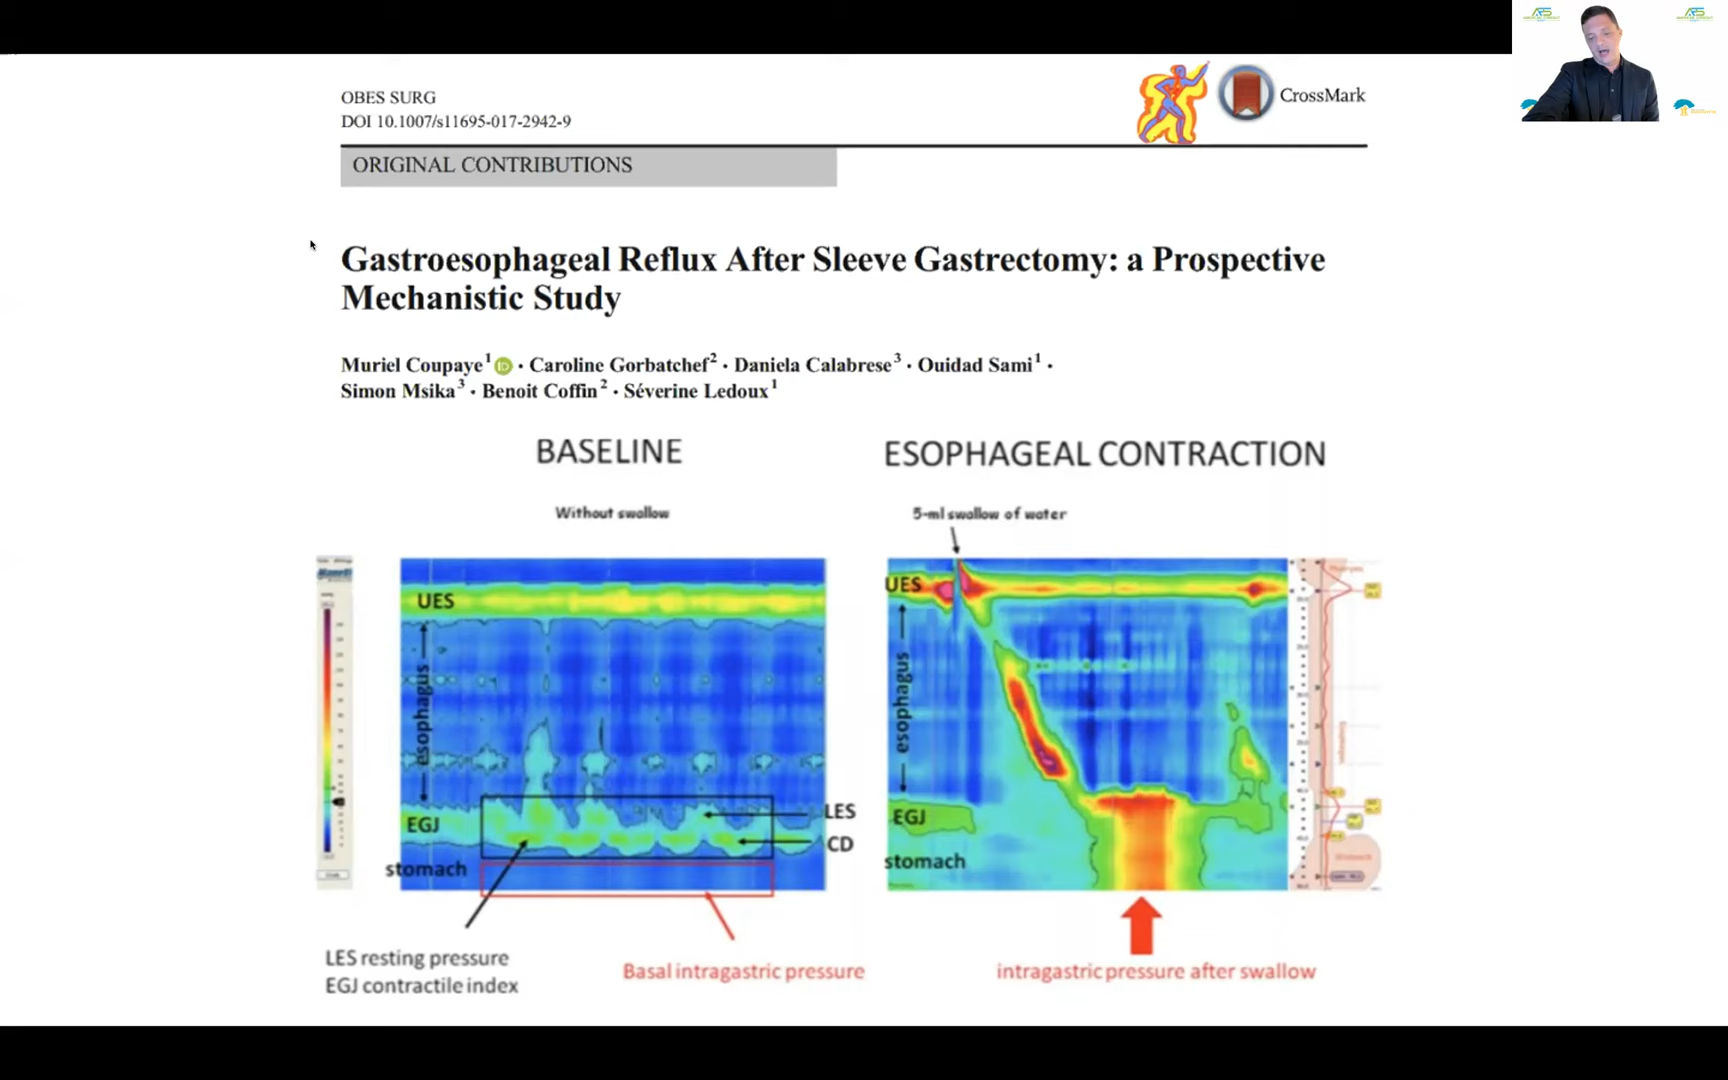 OBES SURG
DOI 10.1007/s11695-017-2942-9
CrossMark
ORIGINAL CONTRIBUTIONS
Gastroesophageal Reflux After Sleeve Gastrectomy: a Prospective
Mechanistic Study
Muriel Coupaye1 iD · Caroline Gorbatchef2 · Daniela Calabrese3 · Ouidad Sami1 ·
Simon Msika3 · Benoit Coffin2 · Séverine Ledoux1
BASELINE
ESOPHAGEAL CONTRACTION
Without swallow
5-ml swallow of water
UES
esophagus
EGJ
stomach
LES
CD
UES
esophagus
EGJ
stomach
LES resting pressure
EGJ contractile index
Basal intragastric pressure
intragastric pressure after swallow